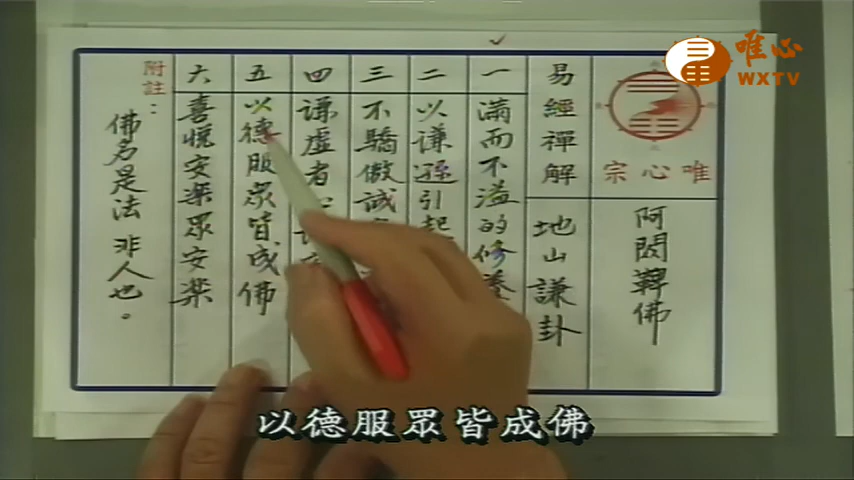 唯心
WXTV
唯心宗
阿閦鞞佛
易經禪解
地山謙卦
一
滿而不溢的修養
二
以謙遜引起
三
不驕傲誠
四
謙虛者
五
以德服眾皆成佛
六
喜悅安樂眾安樂
附註：
佛名是法非人也。
以德服眾皆成佛